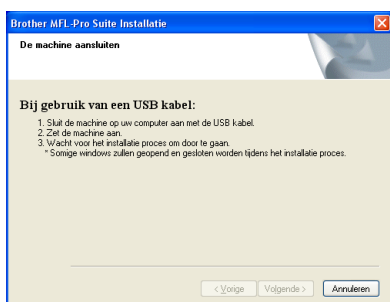 Brother MFL-Pro Suite Installatie
De machine aansluiten
Bij gebruik van een USB kabel:
1. Sluit de machine op uw computer aan met de USB kabel.
2. Zet de machine aan.
3. Wacht voor het installatie proces om door te gaan.
* Somige windows zullen geopend en gesloten worden tijdens het installatie proces.
< Vorige
Volgende >
Annuleren